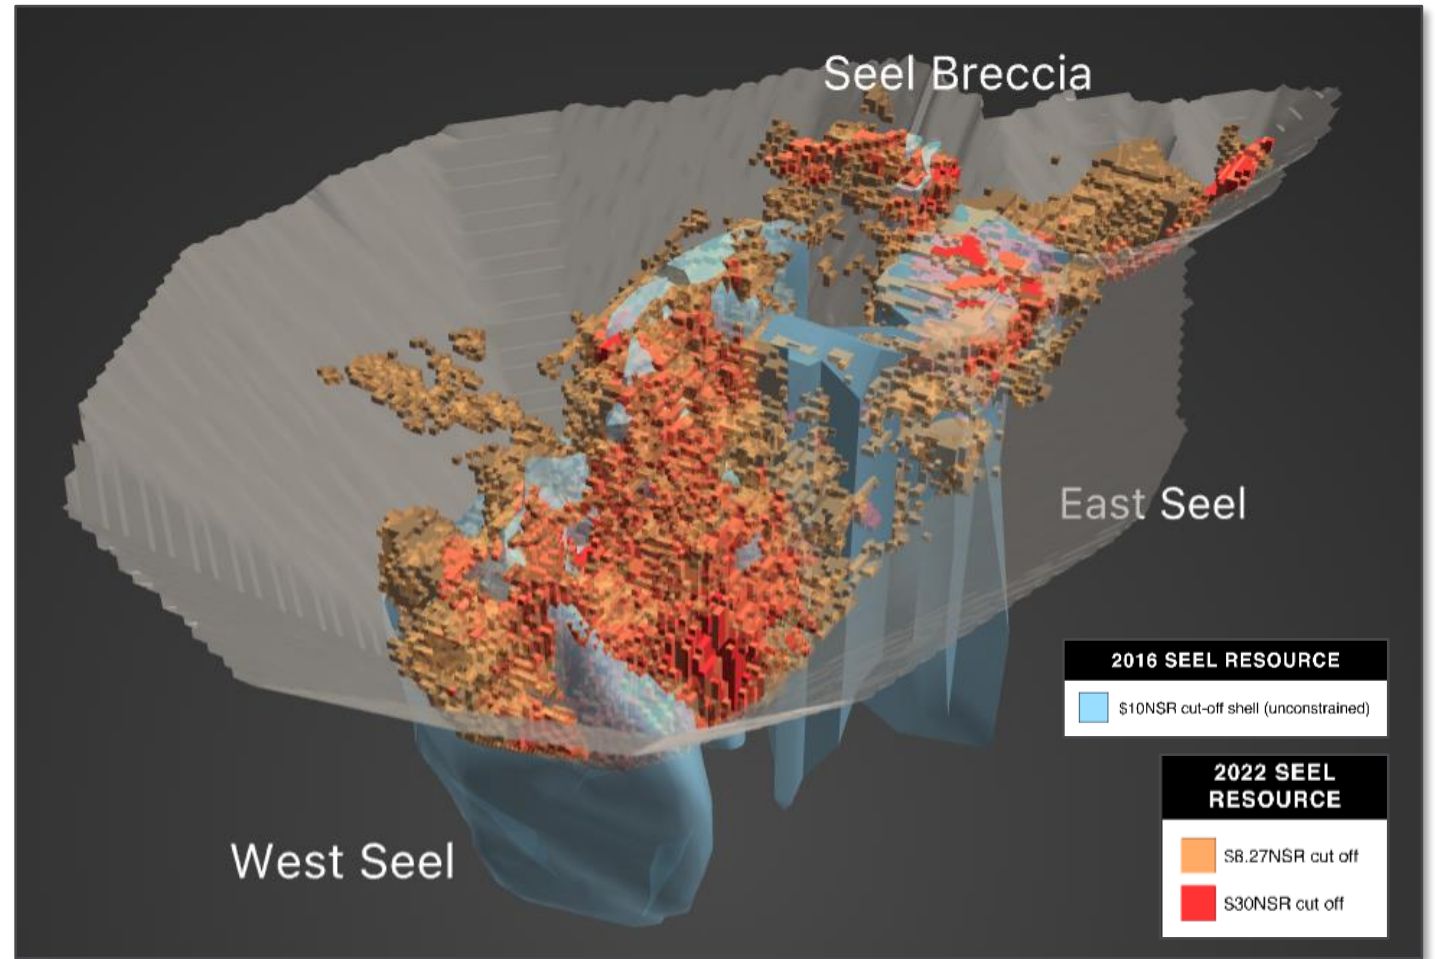 Seel Breccia
East Seel
2016 SEEL RESOURCE
$10NSR cut-off shell (unconstrained)
2022 SEEL
RESOURCE
$8.27NSR cut off
$30NSR cut off
West Seel